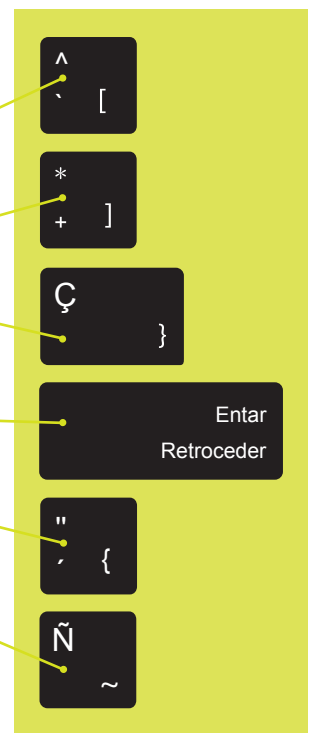 ^
` [
*
+ ]
Ç
}
Entar
Retroceder
"
´ {
Ñ
~